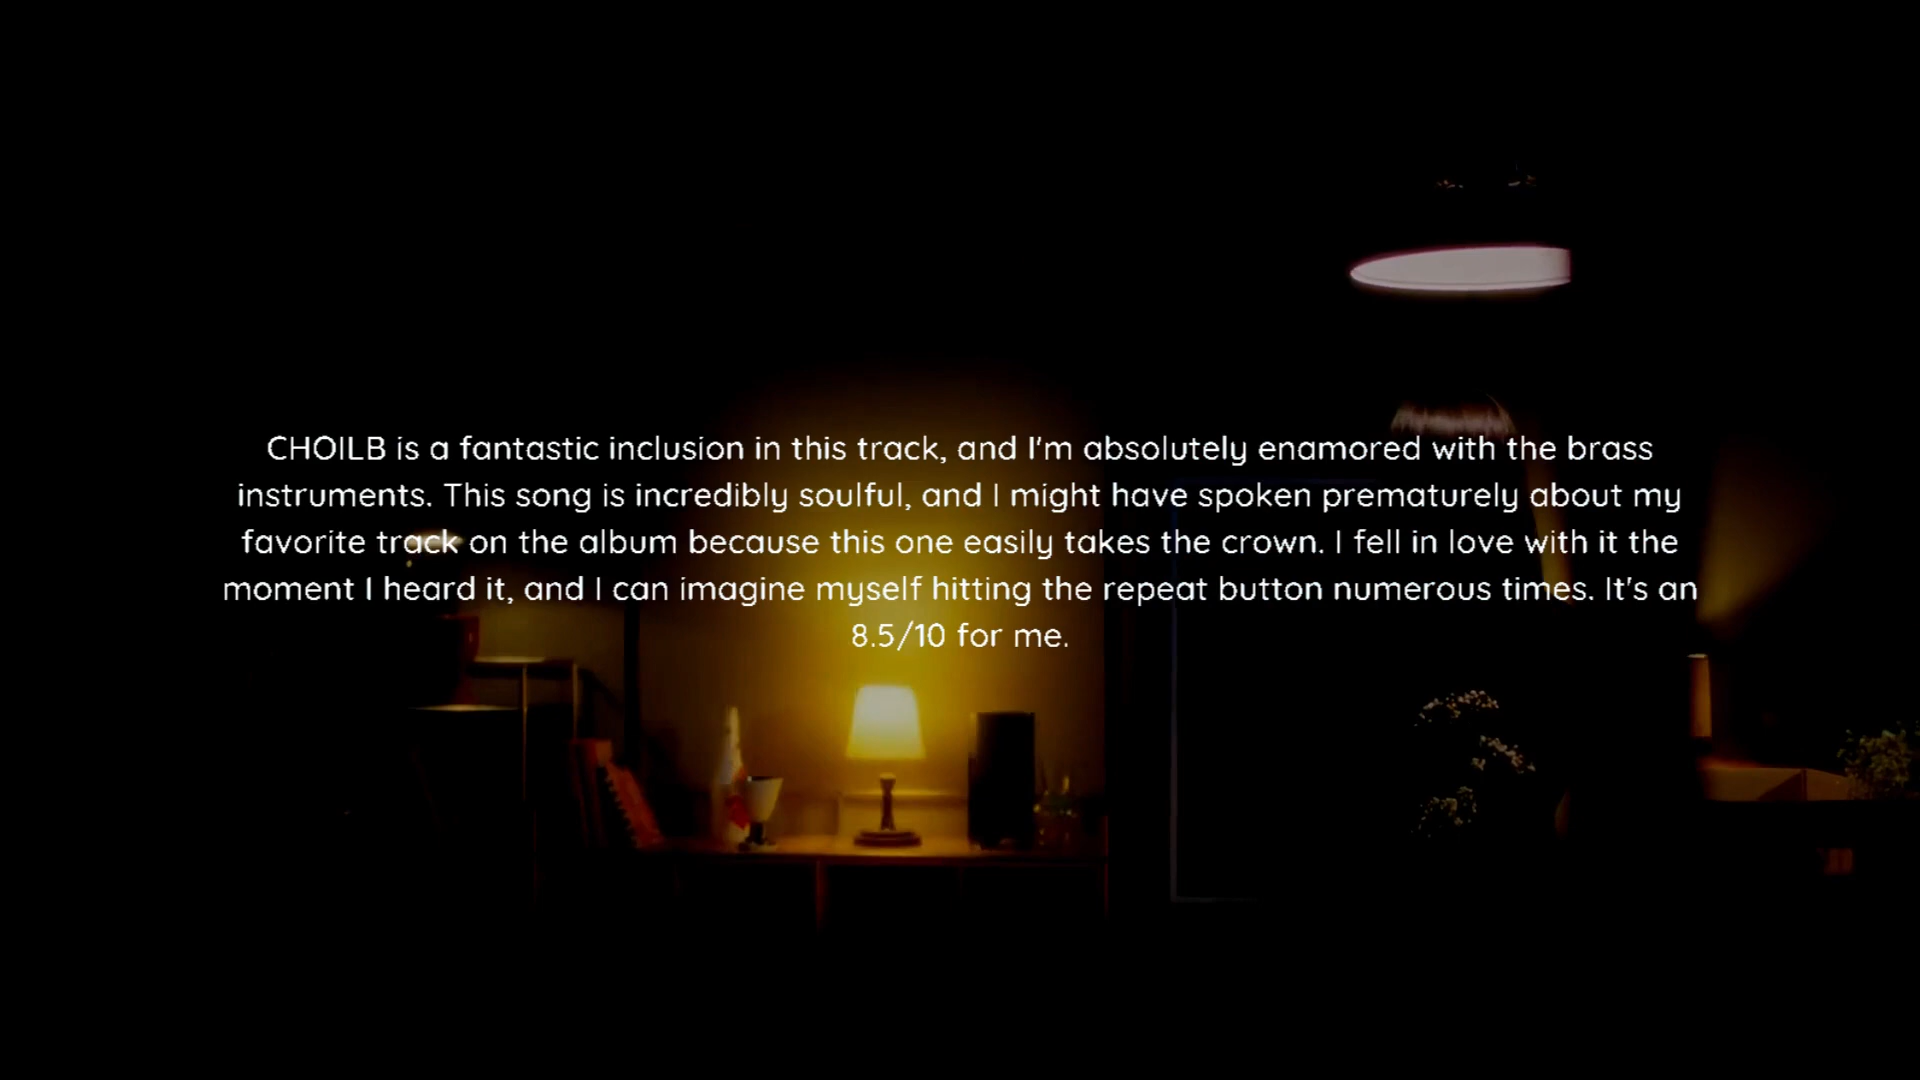 CHOILB is a fantastic inclusion in this track, and I'm absolutely enamored with the brass
instruments. This song is incredibly soulful, and I might have spoken prematurely about my
favorite track on the album because this one easily takes the crown. I fell in love with it the
moment I heard it, and I can imagine myself hitting the repeat button numerous times. It's an
8.5/10 for me.